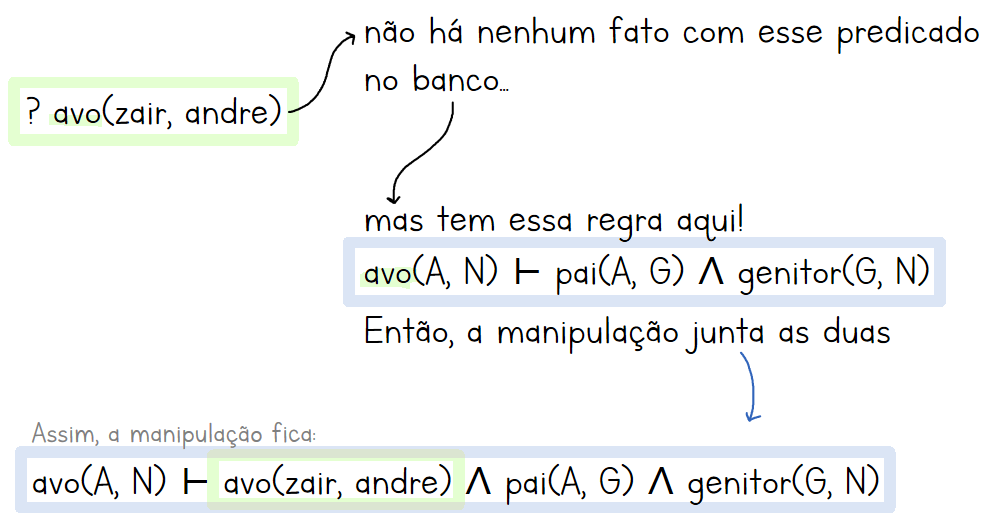 não há nenhum fato com esse predicado
no banco...
? avo(zair, andre)
mas tem essa regra aqui!
avo(A, N) ⊢ pai(A, G) Λ genitor(G, N)
Então, a manipulação junta as duas
Assim, a manipulação fica:
avo(A, N) ⊢ avo(zair, andre) Λ pai(A, G) Λ genitor(G, N)